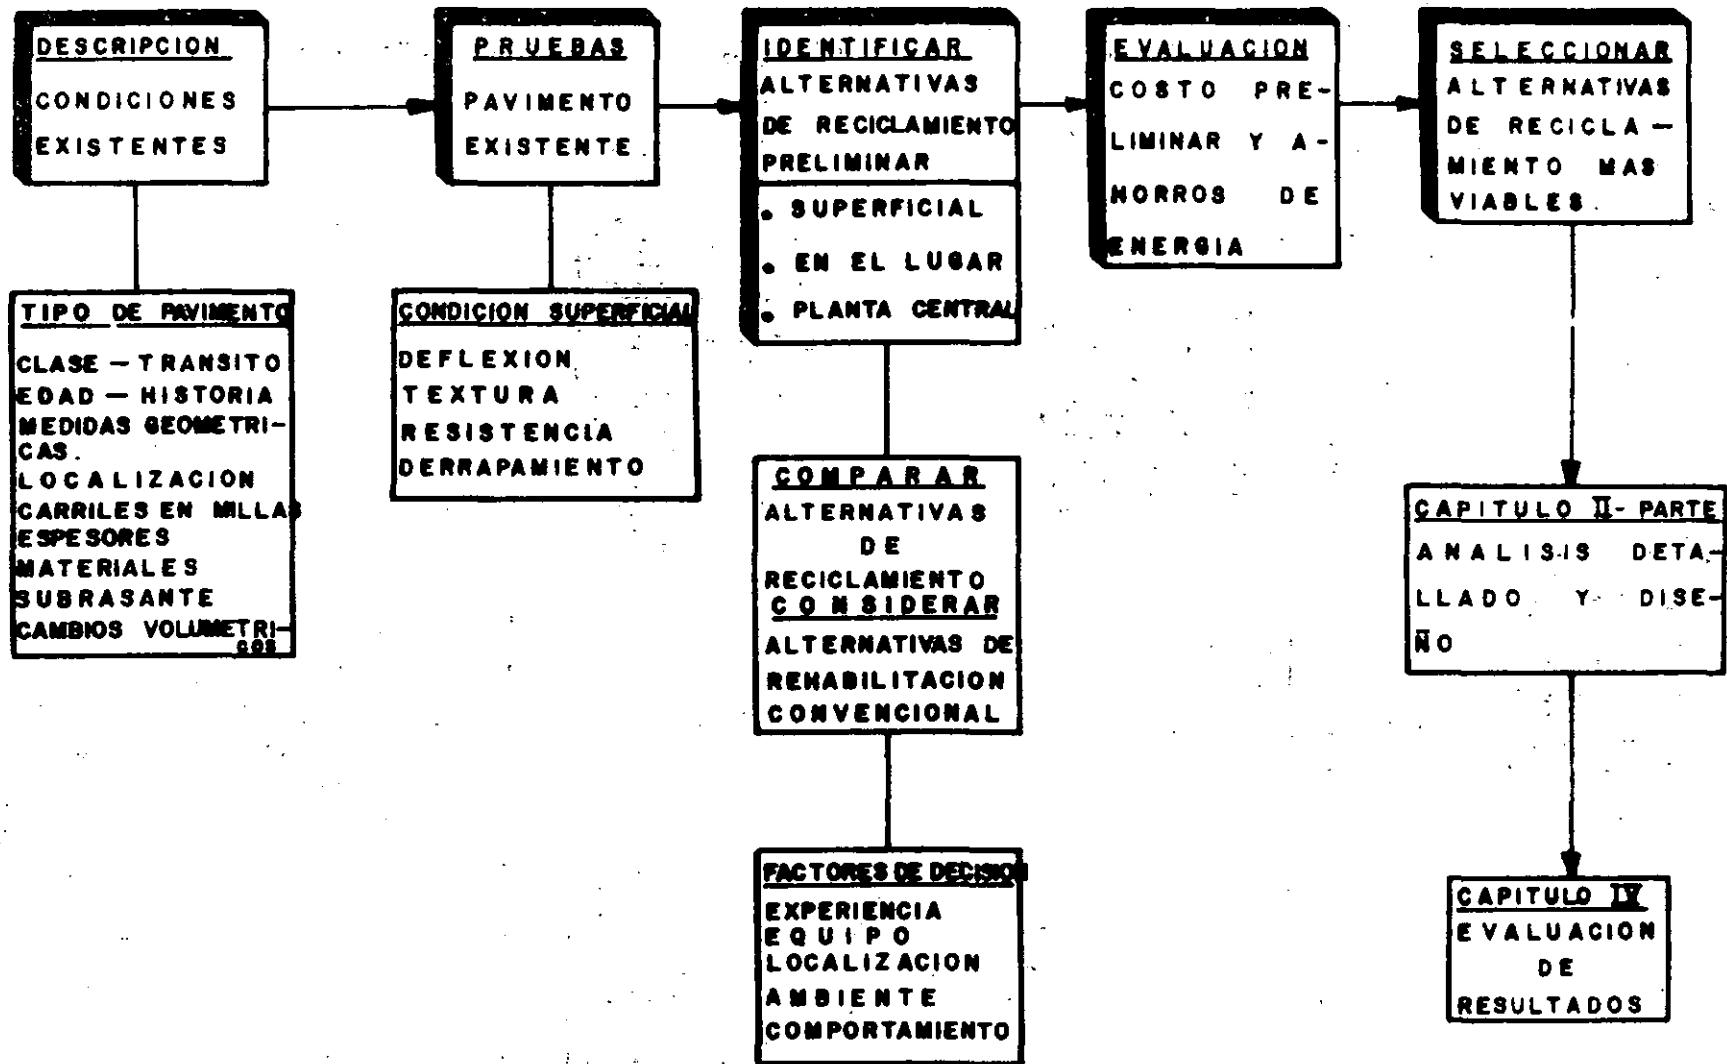 DESCRIPCION
CONDICIONES
EXISTENTES
PRUEBAS
PAVIMENTO
EXISTENTE
IDENTIFICAR
ALTERNATIVAS
DE RECICLAMIENTO
PRELIMINAR
• SUPERFICIAL
• EN EL LUGAR
• PLANTA CENTRAL
EVALUACION
COSTO PRE-
LIMINAR Y A-
HORROS DE
ENERGIA
SELECCIONAR
ALTERNATIVAS
DE RECICLA-
MIENTO MAS
VIABLES.
TIPO DE PAVIMENTO
CLASE - TRANSITO
EDAD - HISTORIA
MEDIDAS GEOMETRI-
CAS.
LOCALIZACION
CARRILES EN MILLAS
ESPESORES
MATERIALES
SUBRASANTE
CAMBIOS VOLUMETRI-
COS
CONDICION SUPERFICIAL
DEFLEXION
TEXTURA
RESISTENCIA
DERRAPAMIENTO
COMPARAR
ALTERNATIVAS
DE
RECICLAMIENTO
CONSIDERAR
ALTERNATIVAS DE
REHABILITACION
CONVENCIONAL
FACTORES DE DECISION
EXPERIENCIA
EQUIPO
LOCALIZACION
AMBIENTE
COMPORTAMIENTO
CAPITULO II- PARTE
ANALISIS DETA-
LLADO Y DISE-
ÑO
CAPITULO IV
EVALUACION
DE
RESULTADOS